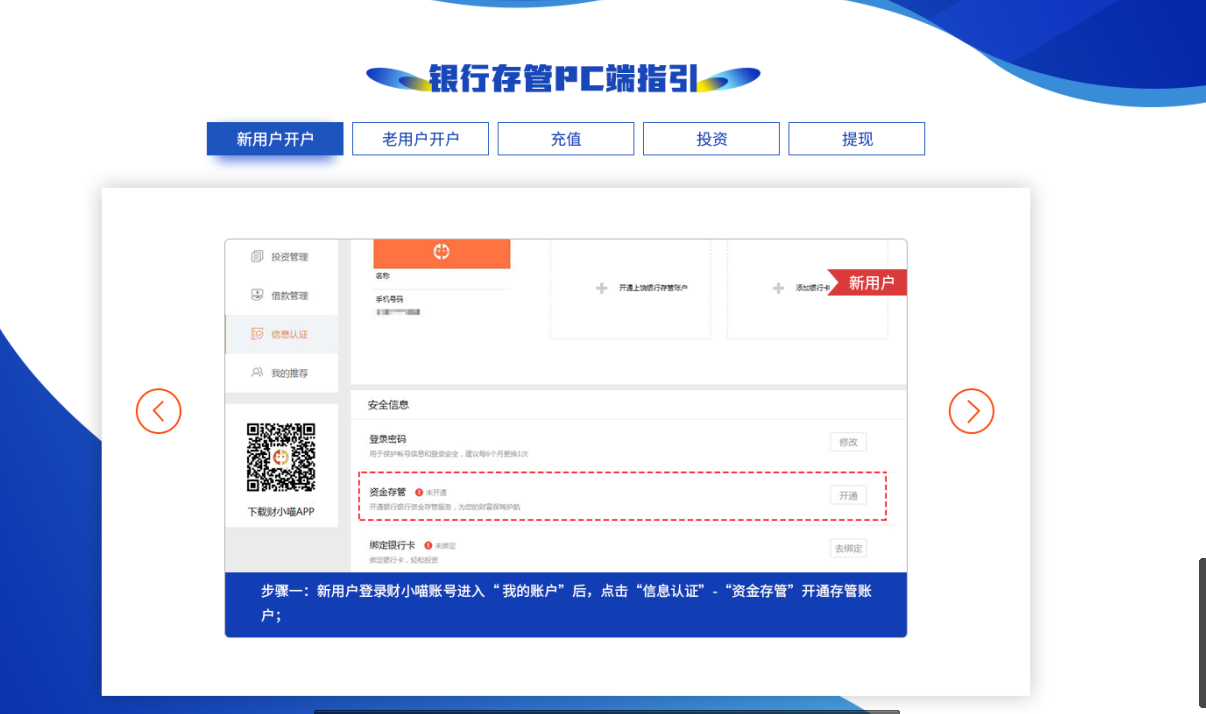 银行存管PC端指引
新用户开户
老用户开户
充值
投资
提现
投资管理
借款管理
信息认证
我的推荐
下载财小喵APP
名称
手机号码
开通上饶银行存管账户
添加银行卡
新用户
安全信息
登录密码
用于保护帐号信息和登录安全，建议每6个月更换1次
修改
资金存管
未开通
开通银行银行资金存管服务，为您的财富保驾护航
开通
绑定银行卡
未绑定
绑定银行卡，轻松投资
去绑定
步骤一：新用户登录财小喵账号进入“我的账户”后，点击“信息认证”-“资金存管”开通存管账
户；